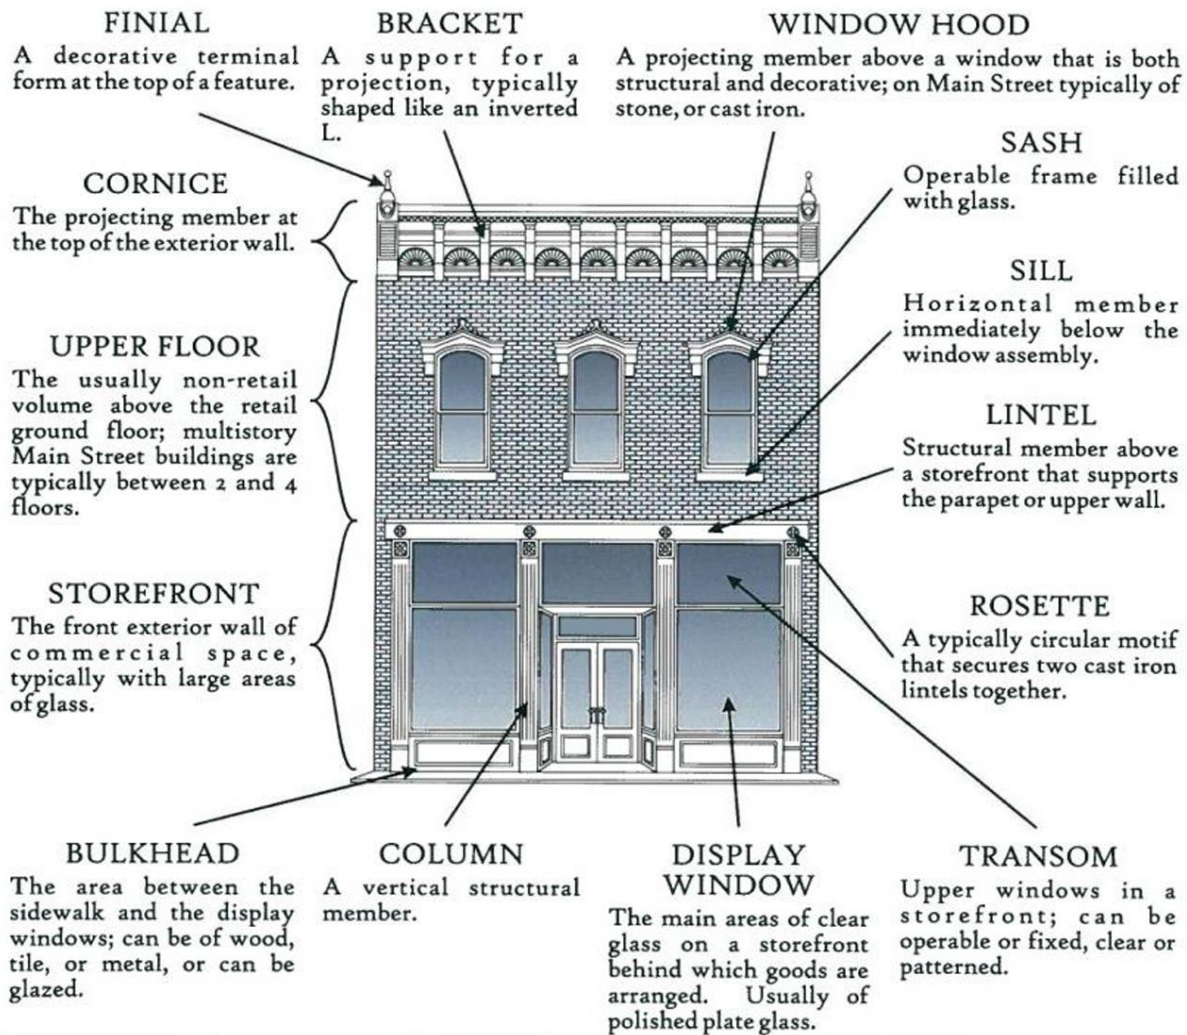 FINIAL
A decorative terminal
form at the top of a feature.
BRACKET
A support for a
projection, typically
shaped like an inverted
L.
WINDOW HOOD
A projecting member above a window that is both
structural and decorative; on Main Street typically of
stone, or cast iron.
SASH
Operable frame filled
with glass.
CORNICE
The projecting member at
the top of the exterior wall.
SILL
Horizontal member
immediately below the
window assembly.
UPPER FLOOR
The usually non-retail
volume above the retail
ground floor; multistory
Main Street buildings are
typically between 2 and 4
floors.
LINTEL
Structural member above
a storefront that supports
the parapet or upper wall.
STOREFRONT
The front exterior wall of
commercial space,
typically with large areas
of glass.
ROSETTE
A typically circular motif
that secures two cast iron
lintels together.
BULKHEAD
The area between the
sidewalk and the display
windows; can be of wood,
tile, or metal, or can be
glazed.
COLUMN
A vertical structural
member.
DISPLAY
WINDOW
The main areas of clear
glass on a storefront
behind which goods are
arranged. Usually of
polished plate glass.
TRANSOM
Upper windows in a
storefront; can be
operable or fixed, clear or
patterned.